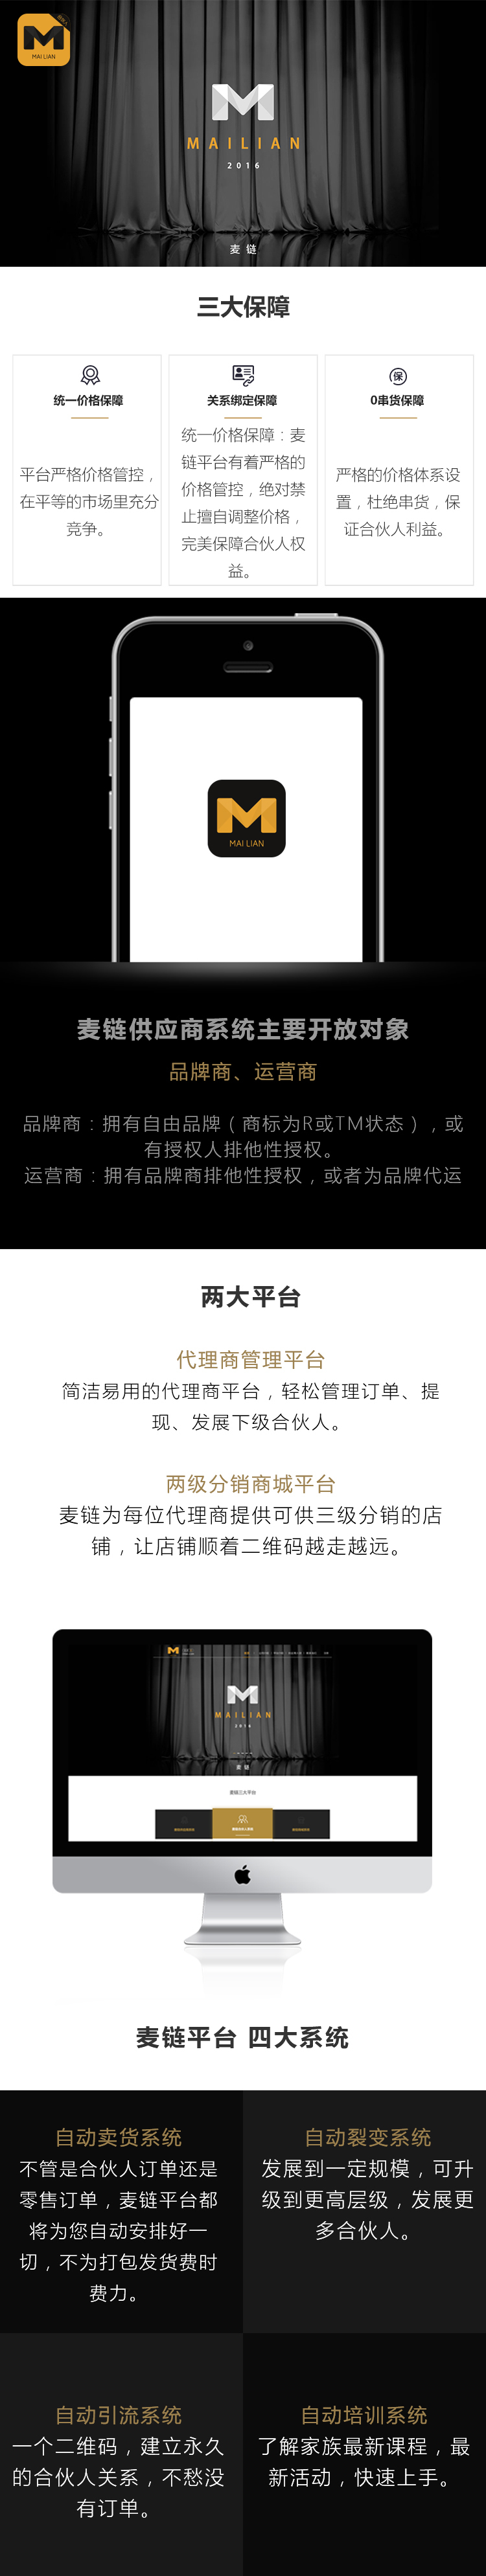 MAI LIAN
MAILIAN
2016
麦链
三大保障
统一价格保障
平台严格价格管控，
在平等的市场里充分
竞争。
关系绑定保障
统一价格保障：麦
链平台有着严格的
价格管控，绝对禁
止擅自调整价格，
完美保障合伙人权
益。
保
0串货保障
严格的价格体系设
置，杜绝串货，保
证合伙人利益。
MAI LIAN
麦链供应商系统主要开放对象
品牌商、运营商
品牌商：拥有自由品牌（商标为R或TM状态），或
有授权人排他性授权。
运营商：拥有品牌商排他性授权，或者为品牌代运
两大平台
代理商管理平台
简洁易用的代理商平台，轻松管理订单、提
现、发展下级合伙人。
两级分销商城平台
麦链为每位代理商提供可供三级分销的店
铺，让店铺顺着二维码越走越远。
MAILIAN
2016
麦链
麦链三大平台
麦链平台 四大系统
自动卖货系统
不管是合伙人订单还是
零售订单，麦链平台都
将为您自动安排好一
切，不为打包发货费时
费力。
自动裂变系统
发展到一定规模，可升
级到更高层级，发展更
多合伙人。
自动引流系统
一个二维码，建立永久
的合伙人关系，不愁没
有订单。
自动培训系统
了解家族最新课程，最
新活动，快速上手。